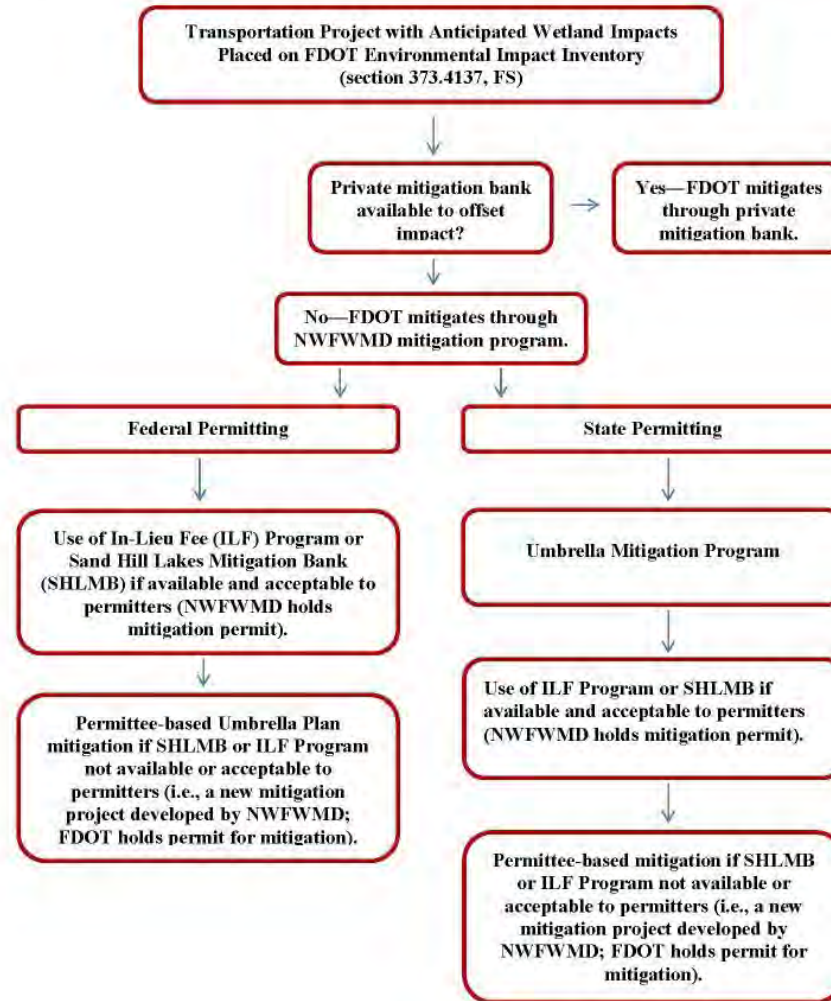 Transportation Project with Anticipated Wetland Impacts
Placed on FDOT Environmental Impact Inventory
(section 373.4137, FS)
Private mitigation bank
available to offset
impact?
Yes—FDOT mitigates
through private
mitigation bank.
No—FDOT mitigates through
NWFWMD mitigation program.
Federal Permitting
State Permitting
Use of In-Lieu Fee (ILF) Program or
Sand Hill Lakes Mitigation Bank
(SHLMB) if available and acceptable to
permitters (NWFWMD holds
mitigation permit).
Umbrella Mitigation Program
Permittee-based Umbrella Plan
mitigation if SHLMB or ILF Program
not available or acceptable to
permitters (i.e., a new mitigation
project developed by NWFWMD;
FDOT holds permit for mitigation).
Use of ILF Program or SHLMB if
available and acceptable to permitters
(NWFWMD holds mitigation permit).
Permittee-based mitigation if SHLMB
or ILF Program not available or
acceptable to permitters (i.e., a new
mitigation project developed by
NWFWMD; FDOT holds permit for
mitigation).